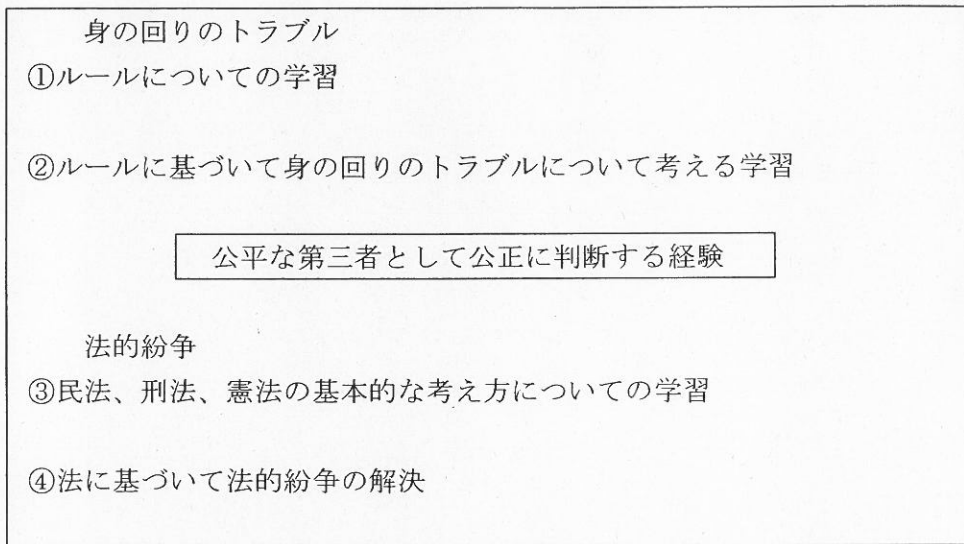 身の回りのトラブル
①ルールについての学習
②ルールに基づいて身の回りのトラブルについて考える学習
公平な第三者として公正に判断する経験
法的紛争
③民法、刑法、憲法の基本的な考え方についての学習
④法に基づいて法的紛争の解決